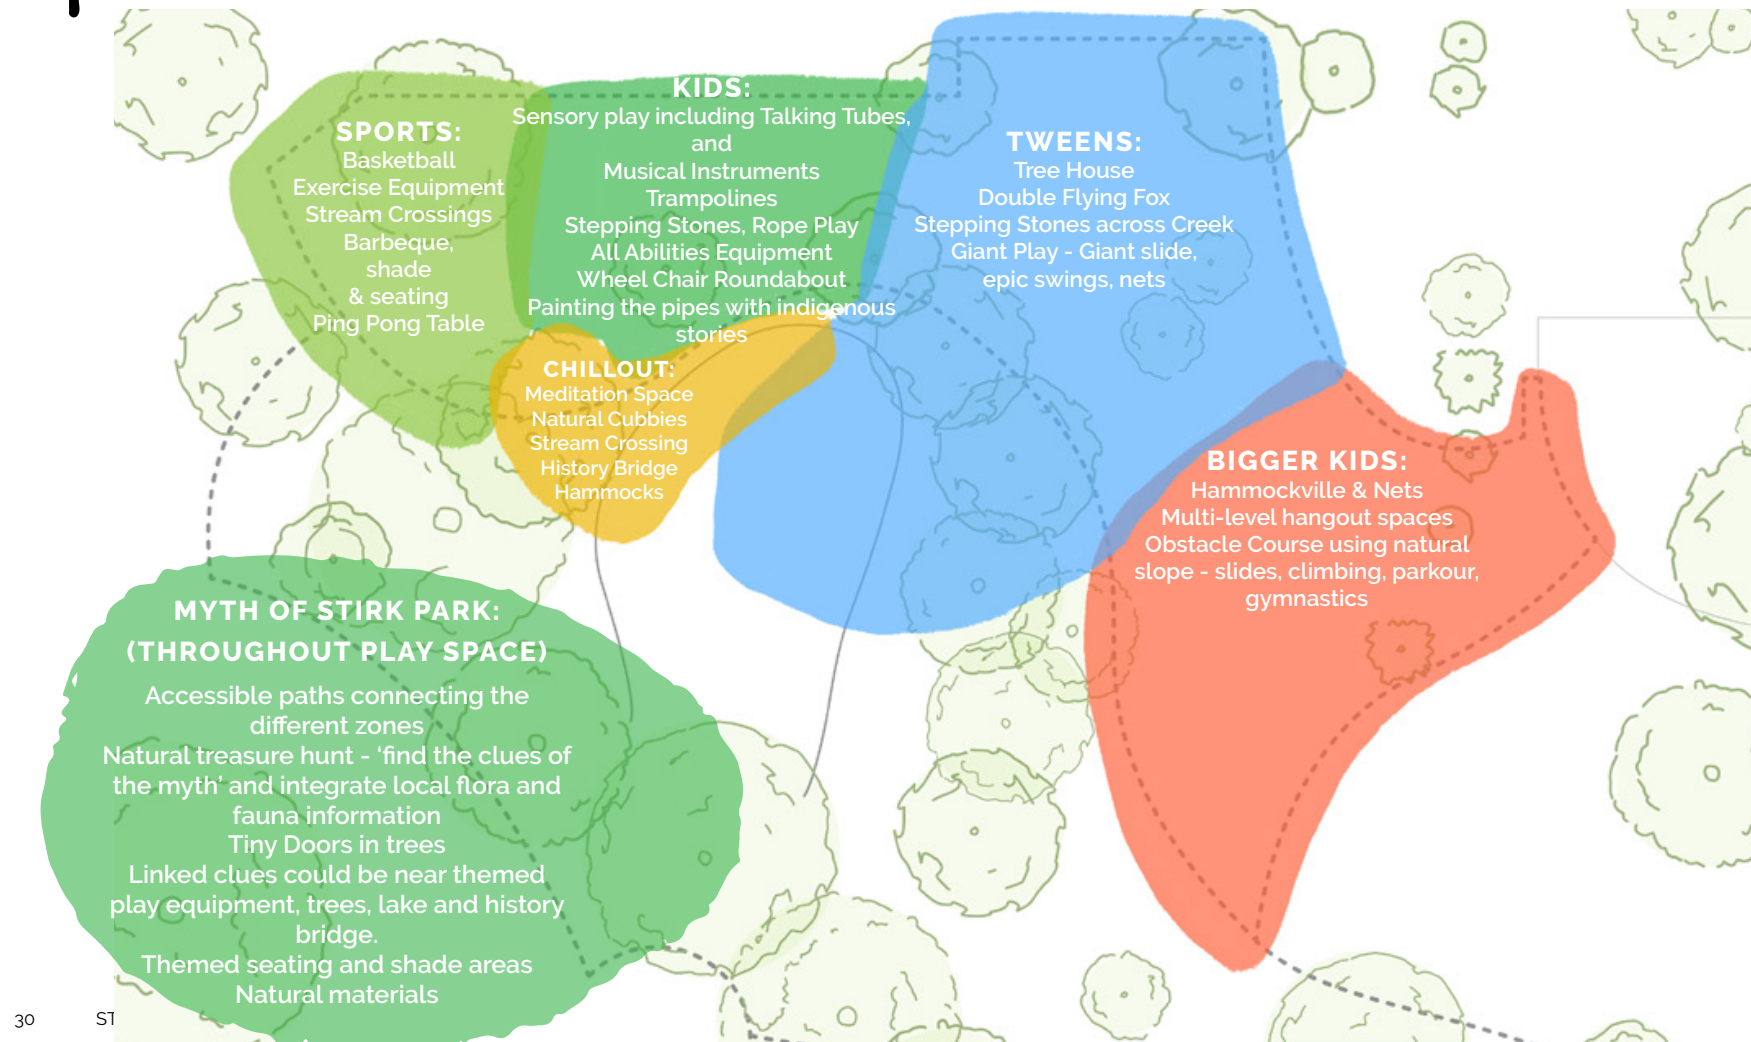 SPORTS:
Basketball
Exercise Equipment
Stream Crossings
Barbeque,
shade
& seating
Ping Pong Table
KIDS:
Sensory play including Talking Tubes,
and
Musical Instruments
Trampolines
Stepping Stones, Rope Play
All Abilities Equipment
Wheel Chair Roundabout
Painting the pipes with indigenous
stories
TWEENS:
Tree House
Double Flying Fox
Stepping Stones across Creek
Giant Play - Giant slide,
epic swings, nets
CHILLOUT:
Meditation Space
Natural Cubbies
Stream Crossing
History Bridge
Hammocks
BIGGER KIDS:
Hammockville & Nets
Multi-level hangout spaces
Obstacle Course using natural
slope - slides, climbing, parkour,
gymnastics
MYTH OF STIRK PARK:
(THROUGHOUT PLAY SPACE)
Accessible paths connecting the
different zones
Natural treasure hunt - ‘find the clues of
the myth’ and integrate local flora and
fauna information
Tiny Doors in trees
Linked clues could be near themed
play equipment, trees, lake and history
bridge.
Themed seating and shade areas
Natural materials
30 ST